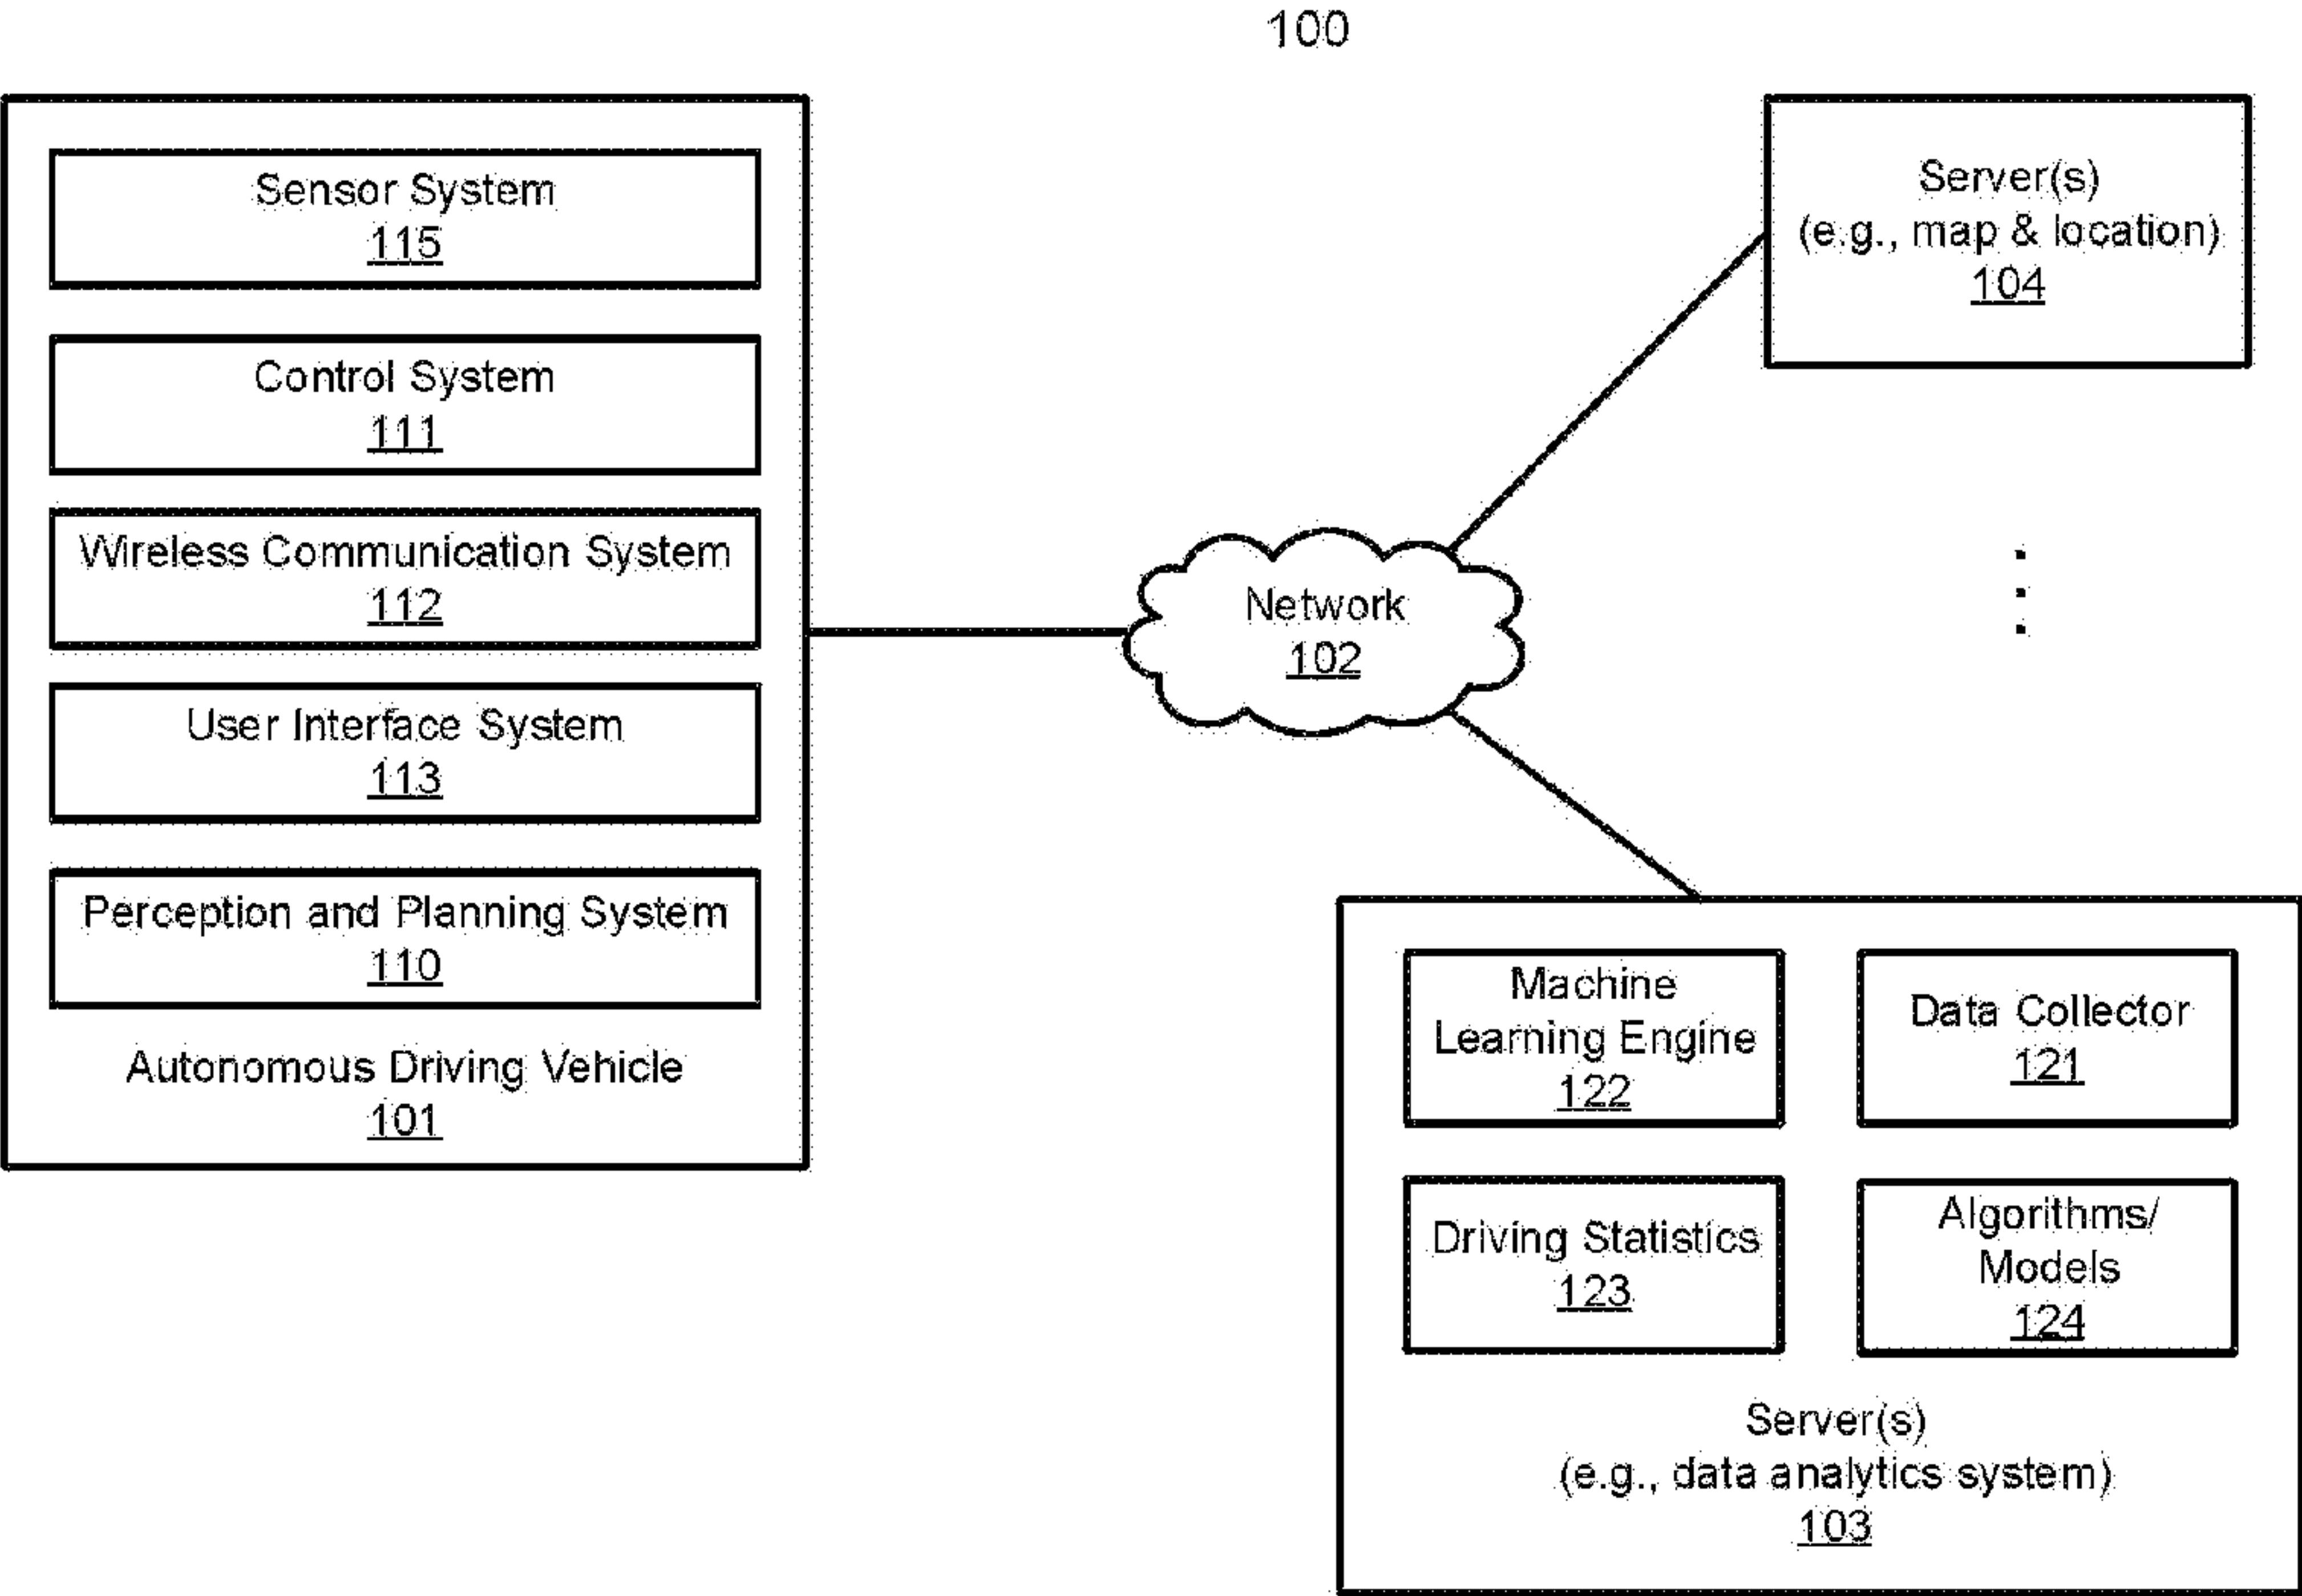 100
Sensor System
115
Control System
111
Wireless Communication System
112
User Interface System
113
Perception and Planning System
110
Autonomous Driving Vehicle
101
Network
102
Server(s)
(e.g., map & location)
104
Machine
Learning Engine
122
Data Collector
121
Driving Statistics
123
Algorithms/
Models
124
Server(s)
(e.g., data analytics system)
103